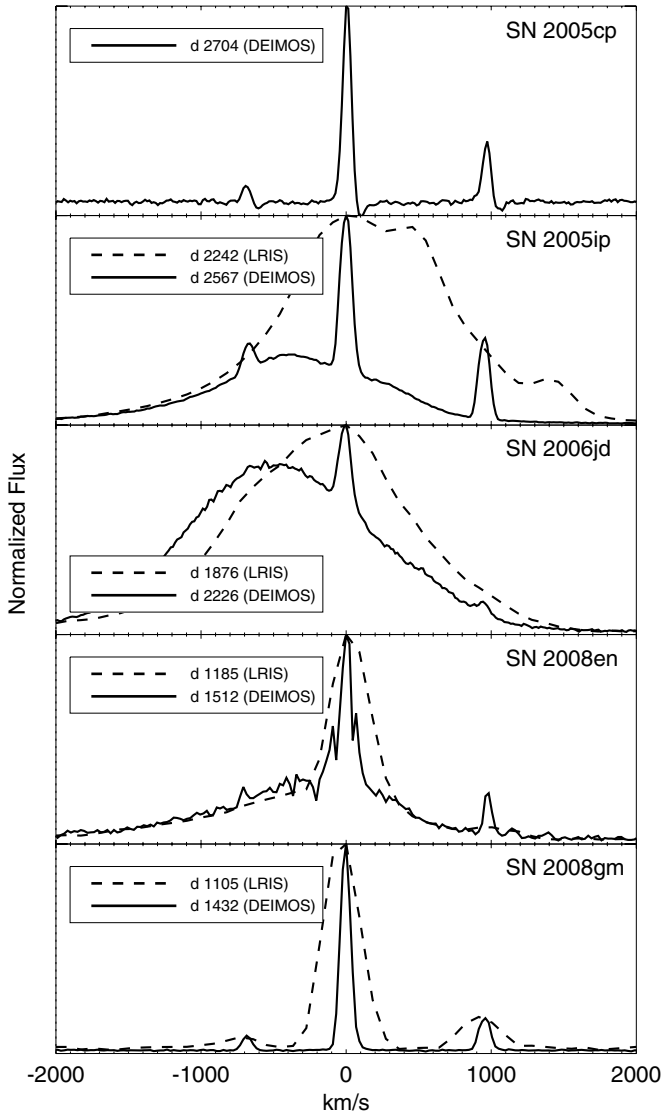 SN 2005cp
d 2704 (DEIMOS)
SN 2005ip
d 2242 (LRIS)
d 2567 (DEIMOS)
SN 2006jd
d 1876 (LRIS)
d 2226 (DEIMOS)
SN 2008en
d 1185 (LRIS)
d 1512 (DEIMOS)
SN 2008gm
d 1105 (LRIS)
d 1432 (DEIMOS)
Normalized Flux
-2000 -1000 0 1000 2000
km/s